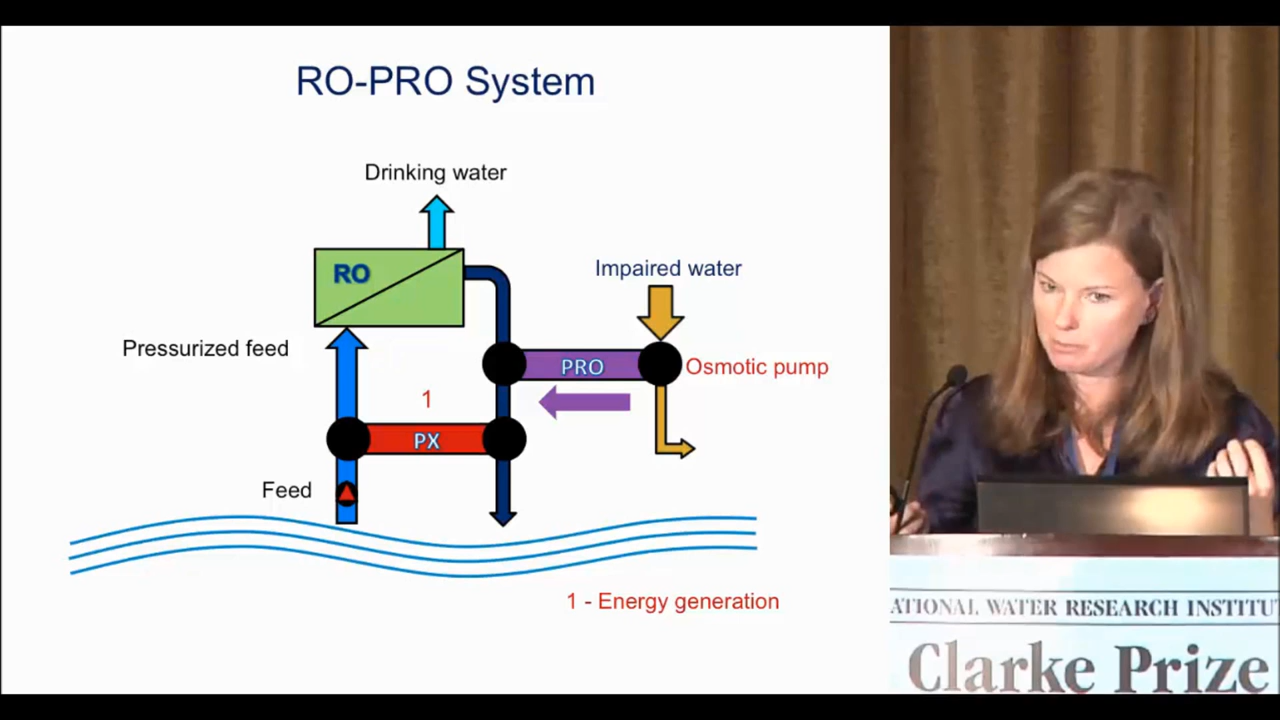 RO-PRO System
Drinking water
RO
Impaired water
Pressurized feed
PRO
Osmotic pump
1
PX
Feed
1 - Energy generation
ATIONAL WATER RESEARCH INSTITU
Clarke Prize